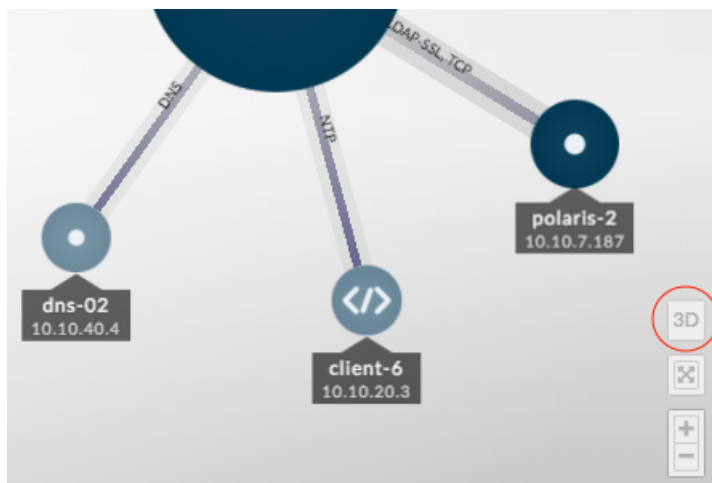 LDAP-SSL, TCP
DNS
NTP
polaris-2
10.10.7.187
dns-02
10.10.40.4
</>
client-6
10.10.20.3
3D
+
−